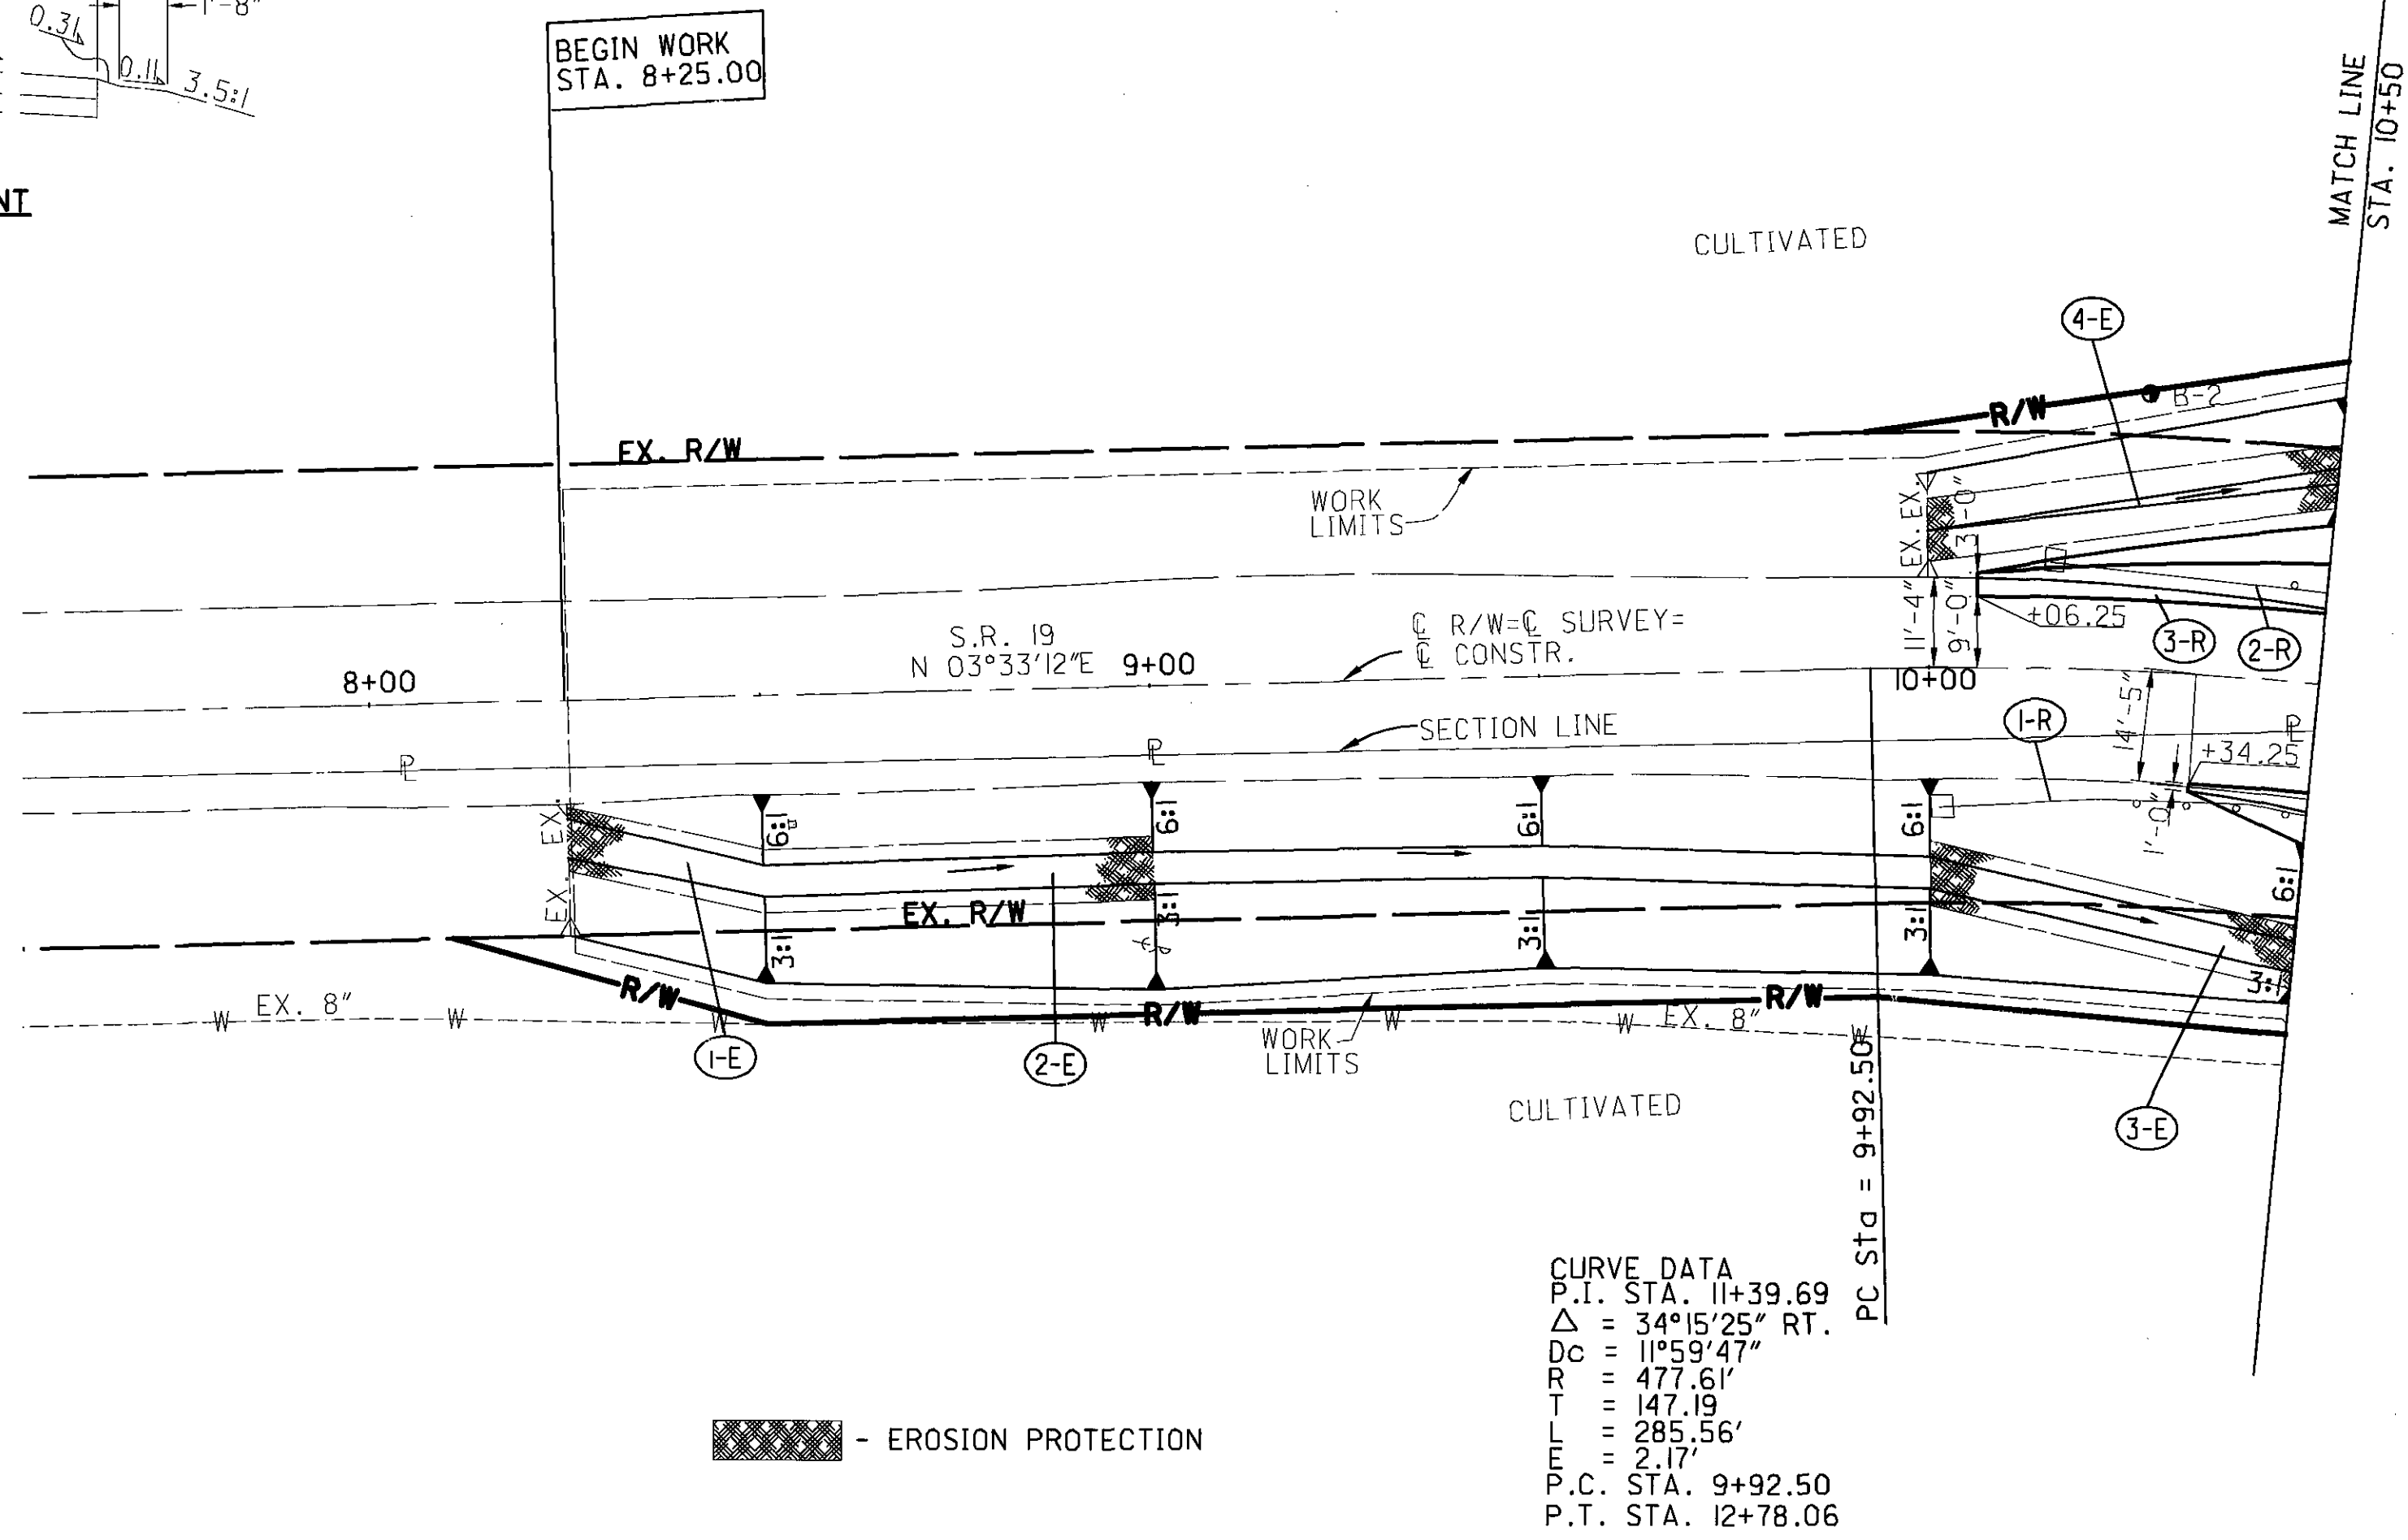 1'-8"
0.31
0.11
3.5:1
NT
BEGIN WORK
STA. 8+25.00
MATCH LINE
STA. 10+50
CULTIVATED
4-E
B-2
R/W
EX. R/W
WORK
LIMITS
EX.
EX.
3'-0"
11'-4"
9'-0"
+06.25
3-R
2-R
S.R. 19
N 03°33'12"E
℄ R/W=℄ SURVEY=
℄ CONSTR.
8+00
9+00
10+00
14'-5"
1-R
SECTION LINE
PL
PL
PL
+34.25
1'-0"
EX.
EX.
6:1
6:1
6:1
6:1
6:1
3:1
3:1
3:1
3:1
3:1
EX. R/W
R/W
R/W
R/W
EX. 8"
W
W
W
W
W
W
EX. 8"
W
1-E
2-E
WORK
LIMITS
CULTIVATED
3-E
PC Sta = 9+92.50
CURVE DATA
P.I. STA. 11+39.69
△ = 34°15'25" RT.
Dc = 11°59'47"
R = 477.61'
T = 147.19
L = 285.56'
E = 2.17'
P.C. STA. 9+92.50
P.T. STA. 12+78.06
- EROSION PROTECTION